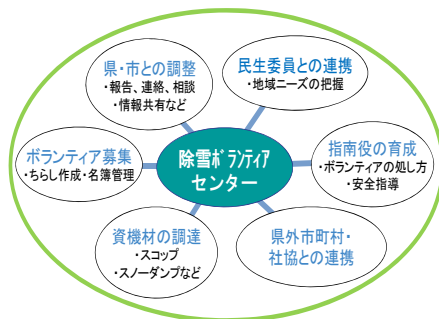 県・市との調整
・報告、連絡、相談
・情報共有など
民生委員との連携
・地域ニーズの把握
ボランティア募集
・ちらし作成・名簿管理
除雪ﾎﾞﾗﾝﾃｨｱ
センター
指南役の育成
・ボランティアの処し方
・安全指導
資機材の調達
・スコップ
・スノーダンプなど
県外市町村・
社協との連携